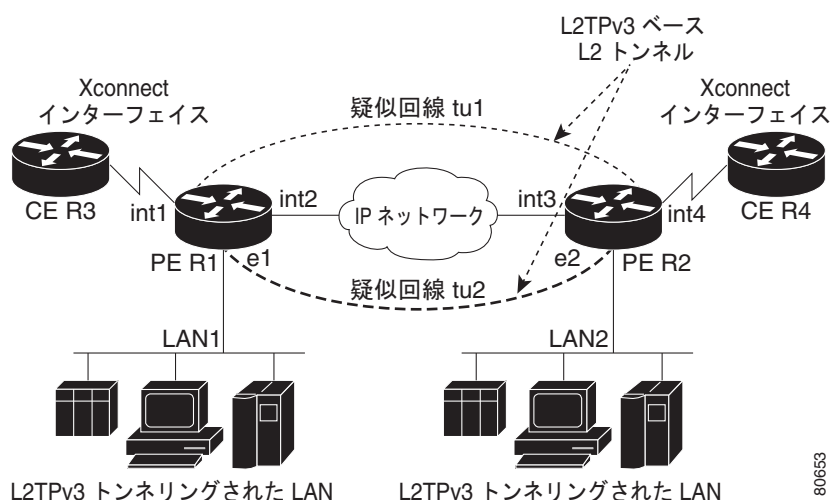 L2TPv3 ベース
L2 トンネル
Xconnect
インターフェイス
Xconnect
インターフェイス
疑似回線 tu1
CE R3
int1
int2
IP ネットワーク
int3
int4
CE R4
PE R1
e1
e2
PE R2
疑似回線 tu2
LAN1
LAN2
L2TPv3 トンネリングされた LAN
L2TPv3 トンネリングされた LAN
80653